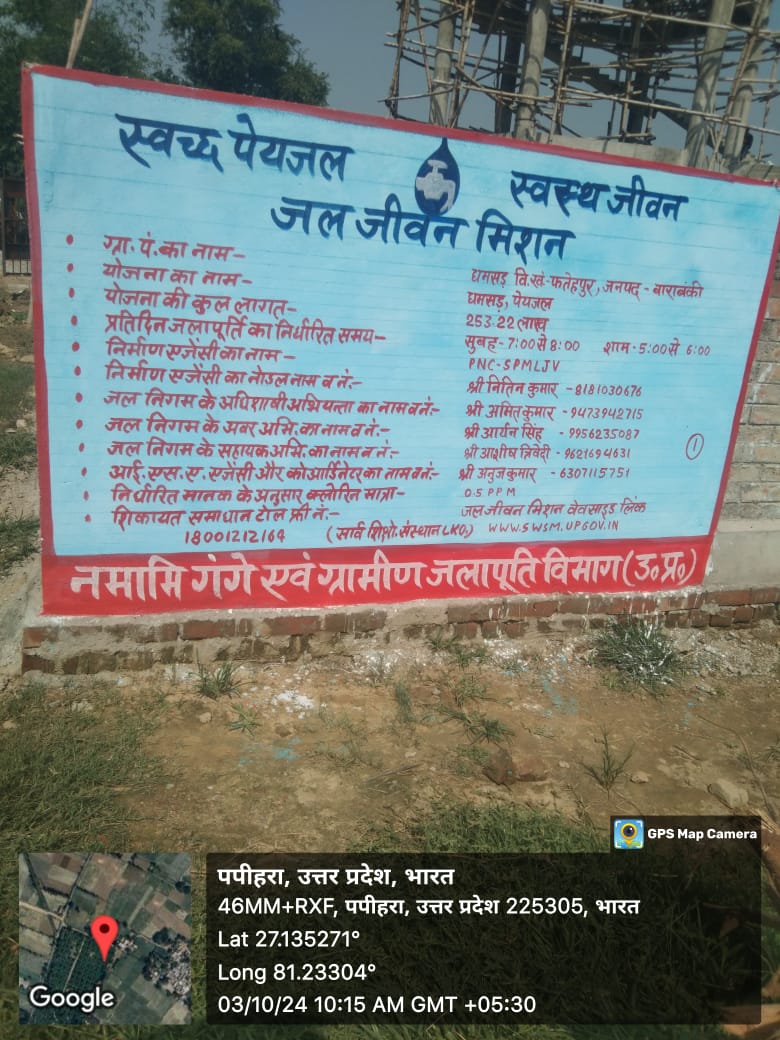 स्वच्छ पेयजल स्वस्थ जीवन
जल जीवन मिशन
• ग्रा. पं. का नाम– धमसड़ वि.खं-फतेहपुर, जनपद - बाराबंकी
• योजना का नाम– धमसड़, पेयजल
• योजना की कुल लागत– 253.22 लाख
• प्रतिदिन जलापूर्ति का निर्धारित समय– सुबह-7:00 से 8:00 शाम-5:00 से 6:00
• निर्माण एजेंसी का नाम– PNC-SPMLJV
• निर्माण एजेंसी का नोडल नाम व नं:– श्री नितिन कुमार -8181030676
• जल निगम के अधिशाषी अभियन्ता का नाम व नं:– श्री अमित कुमार -9473942715
• जल निगम के अवर अभि. का नाम व नं:– श्री आर्यन सिंह - 9956235087
• जल निगम के सहायक अभि. का नाम व नं:– श्री आशीष त्रिवेदी - 9621694631
• आई.एस.ए. एजेंसी और कोआर्डिनेटर का नाम व नं:– श्री अनुज कुमार -6307115751
①
• निर्धारित मानक के अनुसार क्लोरिन मात्रा– 0.5 PPM
• शिकायत समाधान टोल फ्री नं.– जल जीवन मिशन वेवसाइड लिंक
18001212164 (सार्व शिक्षो. संस्थान LKO) WWW.SWSM.UPGOV.IN
नमामि गंगे एवं ग्रामीण जलापूर्ति विभाग (उ०प्र०)
GPS Map Camera
पपीहरा, उत्तर प्रदेश, भारत
46MM+RXF, पपीहरा, उत्तर प्रदेश 225305, भारत
Lat 27.135271°
Long 81.23304°
03/10/24 10:15 AM GMT +05:30
Google